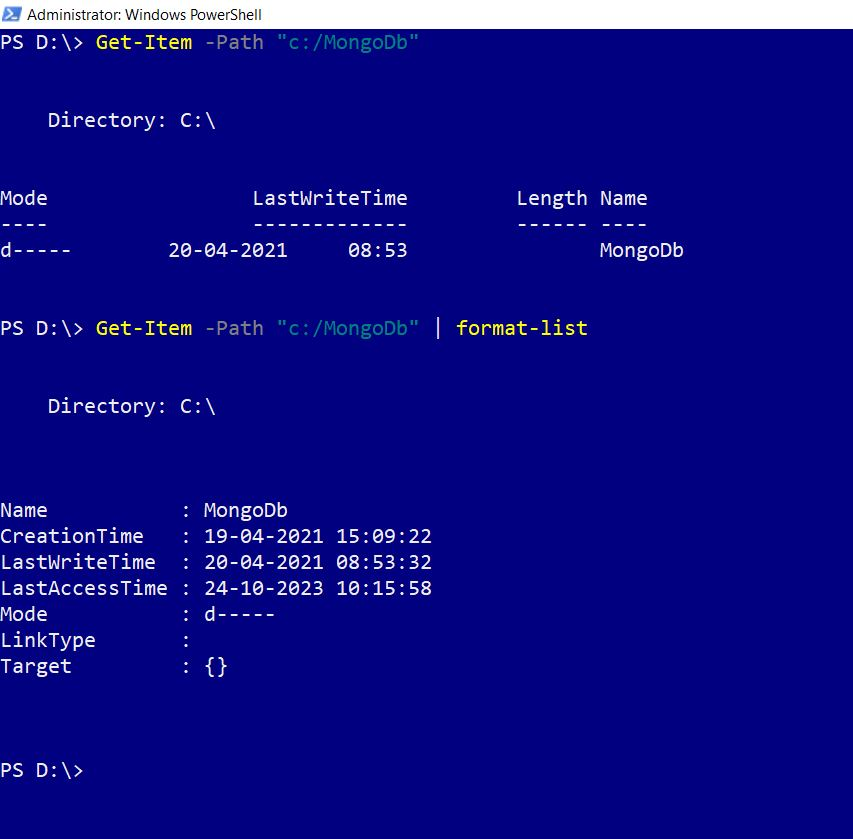 Administrator: Windows PowerShell
PS D:\> Get-Item -Path "c:/MongoDb"
Directory: C:\
Mode                 LastWriteTime         Length Name
----                 -------------         ------ ----
d-----        20-04-2021     08:53                MongoDb
PS D:\> Get-Item -Path "c:/MongoDb" | format-list
Directory: C:\
Name           : MongoDb
CreationTime   : 19-04-2021 15:09:22
LastWriteTime  : 20-04-2021 08:53:32
LastAccessTime : 24-10-2023 10:15:58
Mode           : d-----
LinkType       :
Target         : {}
PS D:\>